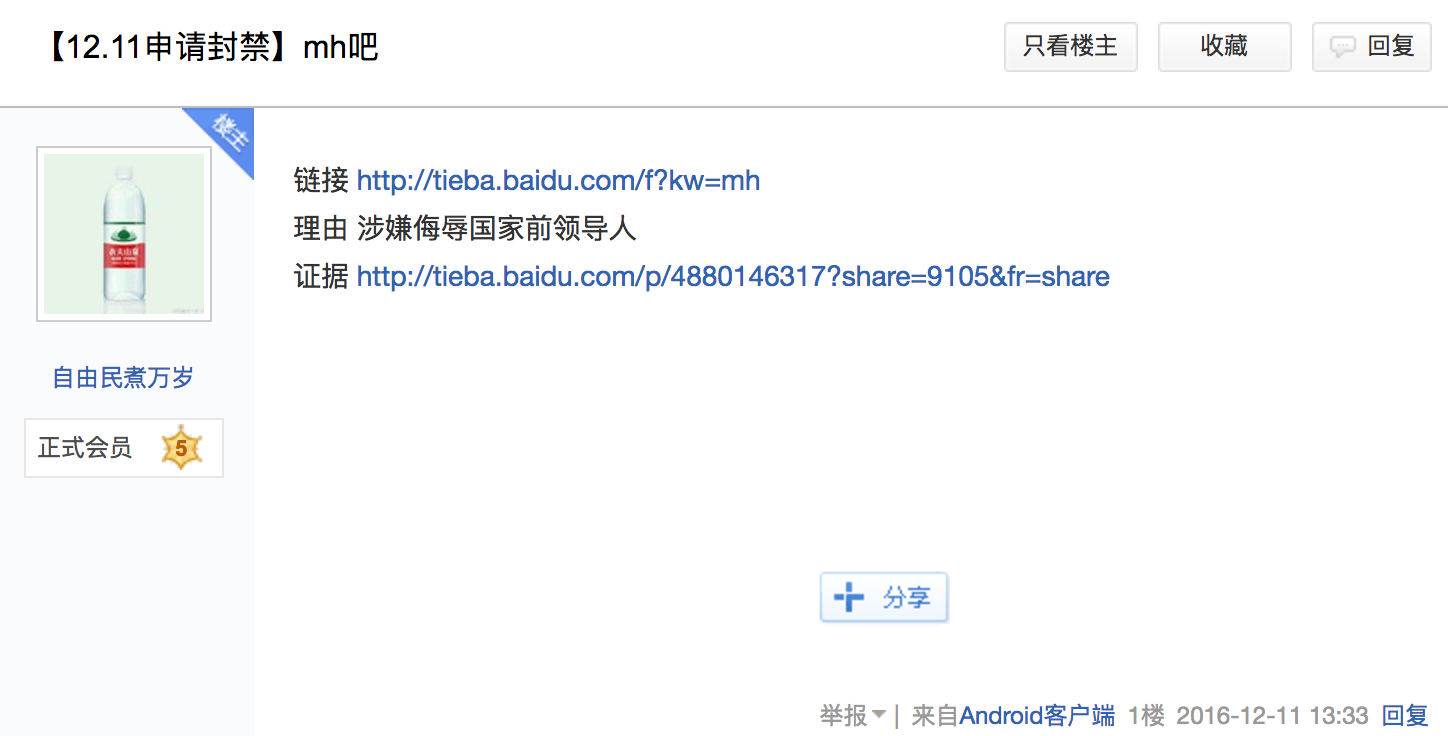 【12.11申请封禁】mh吧
只看楼主
收藏
回复
楼主
链接 http://tieba.baidu.com/f?kw=mh
理由 涉嫌侮辱国家前领导人
证据 http://tieba.baidu.com/p/4880146317?share=9105&fr=share
农夫山泉
自由民煮万岁
正式会员 5
分享
举报 | 来自Android客户端 1楼 2016-12-11 13:33 回复